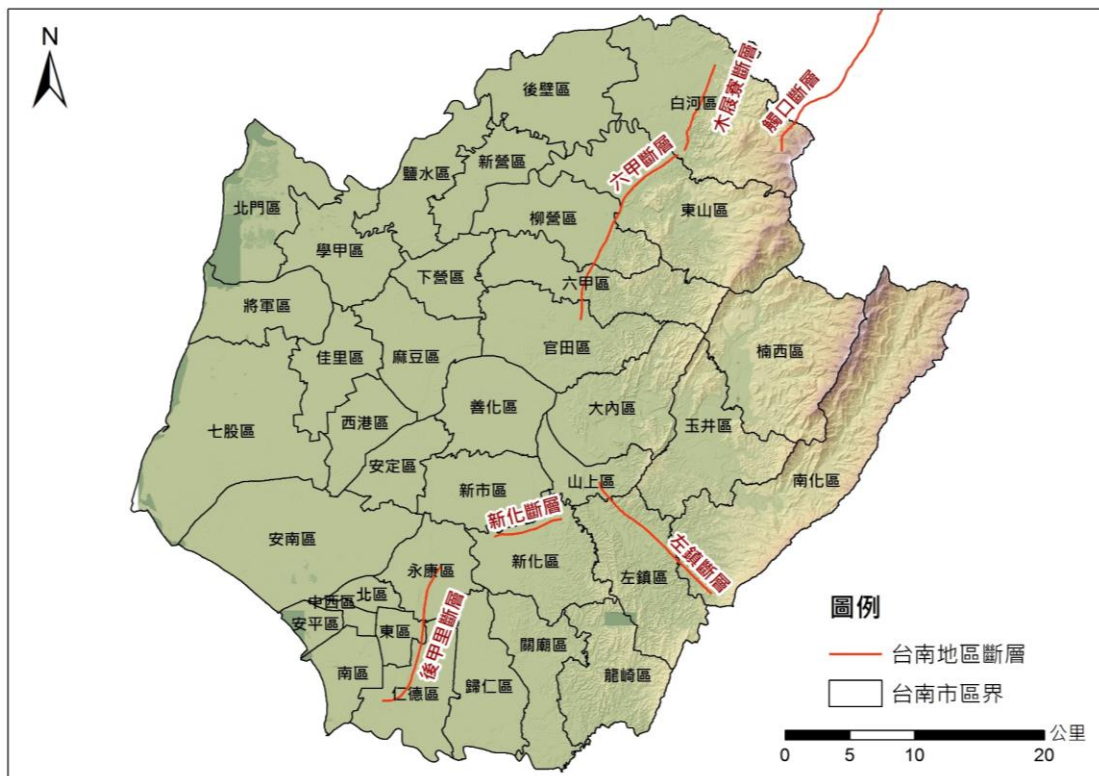 N
後壁區
白河區
木屐寮斷層
觸口斷層
新營區
鹽水區
六甲斷層
北門區
柳營區
東山區
學甲區
下營區
六甲區
將軍區
官田區
楠西區
佳里區
麻豆區
善化區
大內區
玉井區
七股區
西港區
安定區
南化區
新市區
山上區
新化斷層
安南區
永康區
新化區
左鎮區
左鎮斷層
北區
中西區
安平區
東區
後甲里斷層
關廟區
南區
仁德區
歸仁區
龍崎區
圖例
台南地區斷層
台南市區界
公里
0 5 10 20